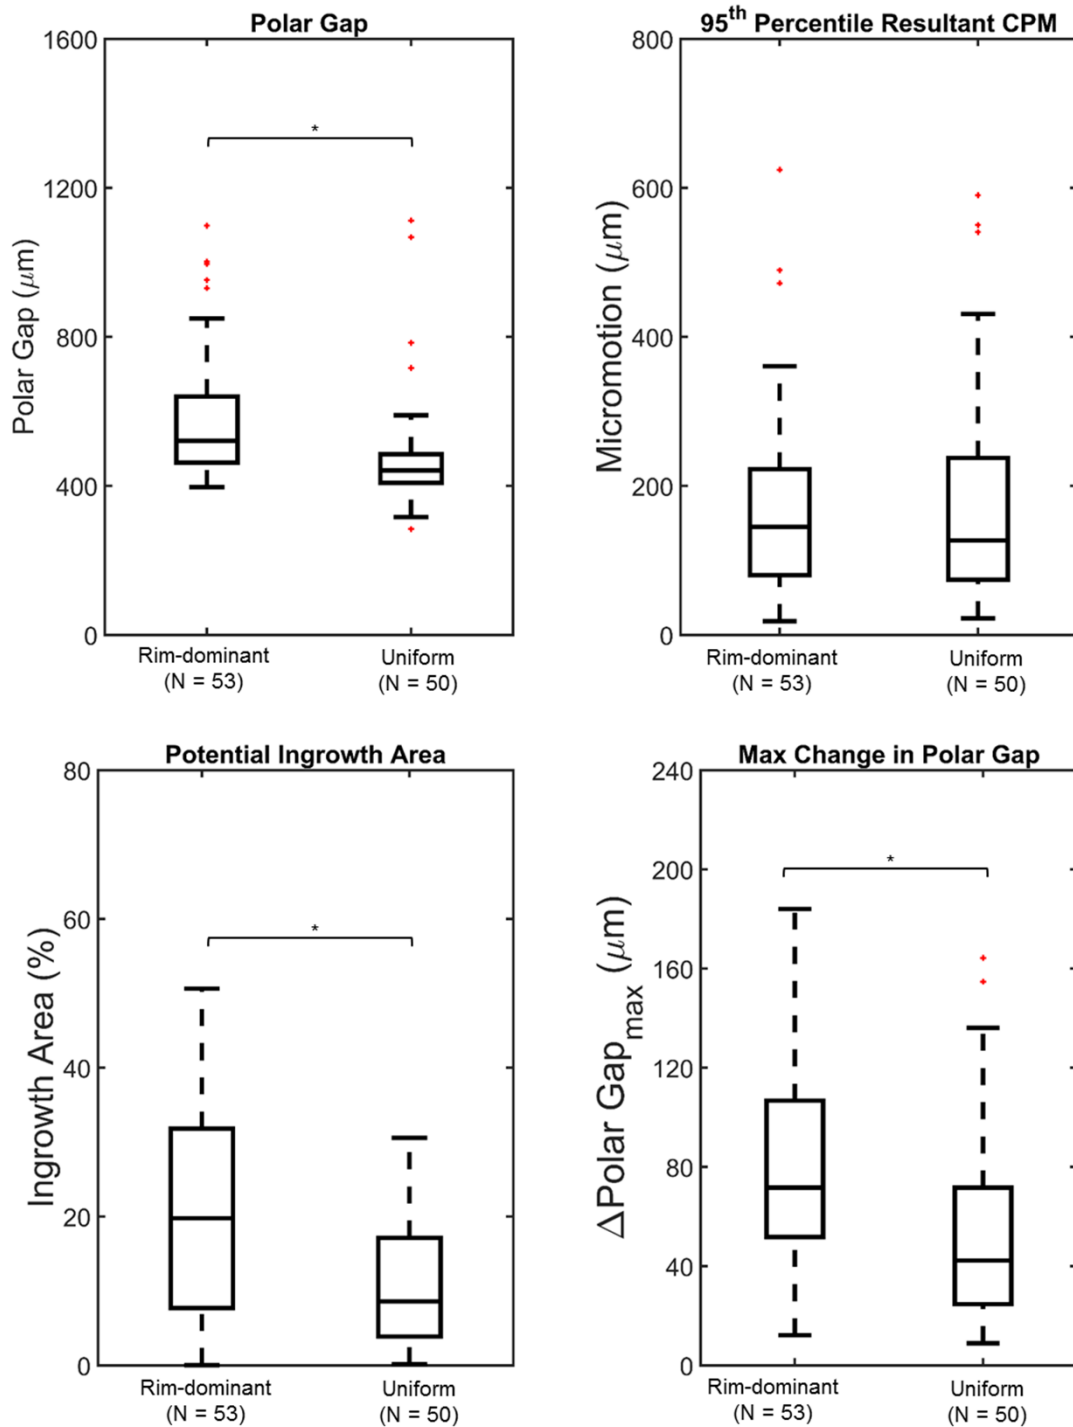 Polar Gap
1600
1200
800
400
0
Polar Gap (μm)
*
Rim-dominant
(N = 53)
Uniform
(N = 50)
95th Percentile Resultant CPM
800
600
400
200
0
Micromotion (μm)
Rim-dominant
(N = 53)
Uniform
(N = 50)
Potential Ingrowth Area
80
60
40
20
0
Ingrowth Area (%)
*
Rim-dominant
(N = 53)
Uniform
(N = 50)
Max Change in Polar Gap
240
200
160
120
80
40
0
ΔPolar Gapmax (μm)
*
Rim-dominant
(N = 53)
Uniform
(N = 50)